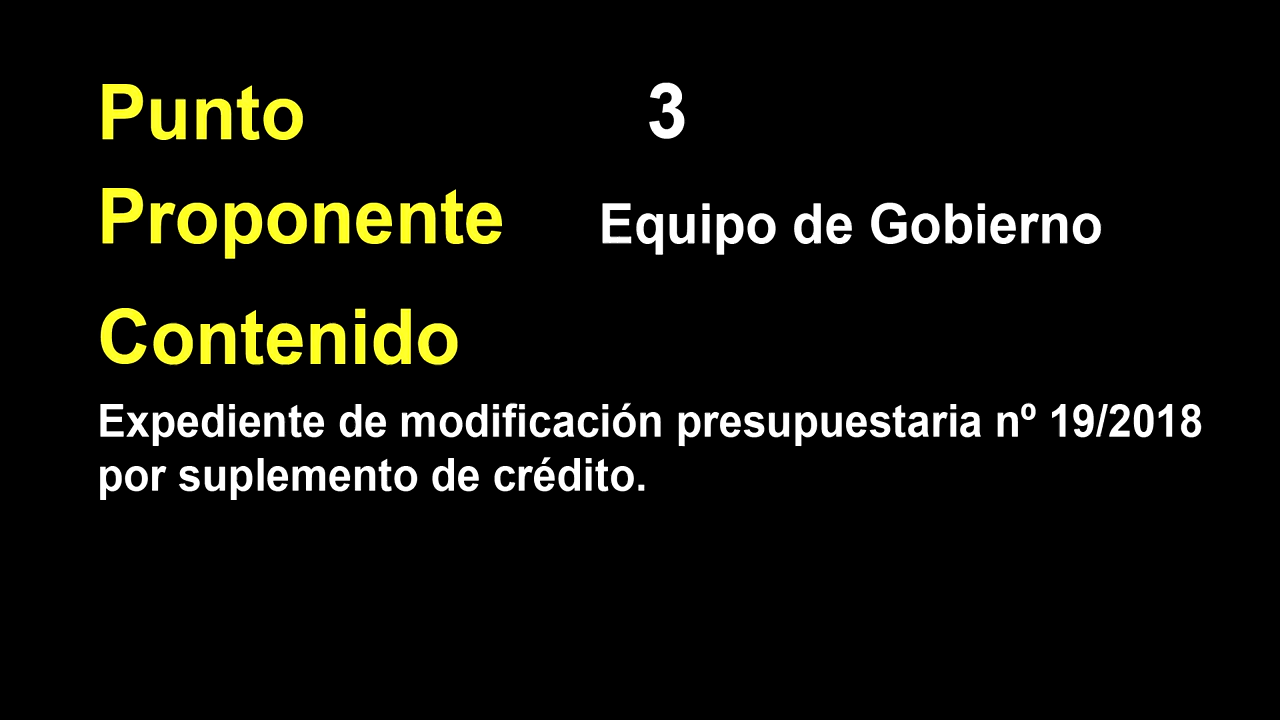 Punto 3
Proponente Equipo de Gobierno
Contenido
Expediente de modificación presupuestaria nº 19/2018
por suplemento de crédito.